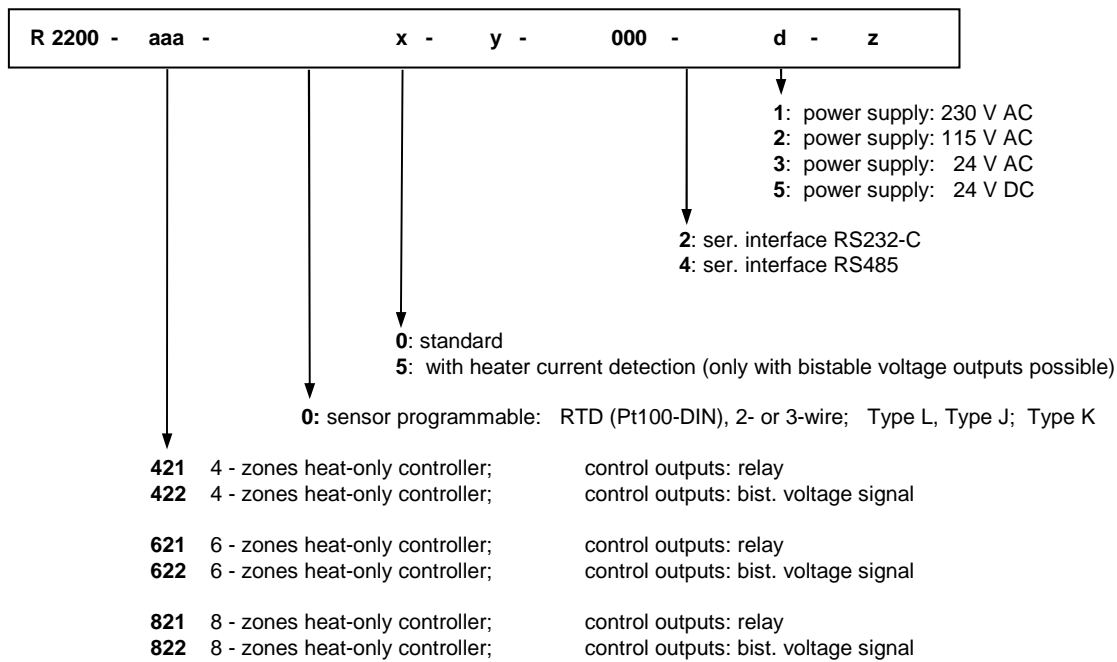 R 2200 - aaa - x - y - 000 - d - z
1: power supply: 230 V AC
2: power supply: 115 V AC
3: power supply: 24 V AC
5: power supply: 24 V DC
2: ser. interface RS232-C
4: ser. interface RS485
0: standard
5: with heater current detection (only with bistable voltage outputs possible)
0: sensor programmable: RTD (Pt100-DIN), 2- or 3-wire; Type L, Type J; Type K
421 4 - zones heat-only controller; control outputs: relay
422 4 - zones heat-only controller; control outputs: bist. voltage signal
621 6 - zones heat-only controller; control outputs: relay
622 6 - zones heat-only controller; control outputs: bist. voltage signal
821 8 - zones heat-only controller; control outputs: relay
822 8 - zones heat-only controller; control outputs: bist. voltage signal